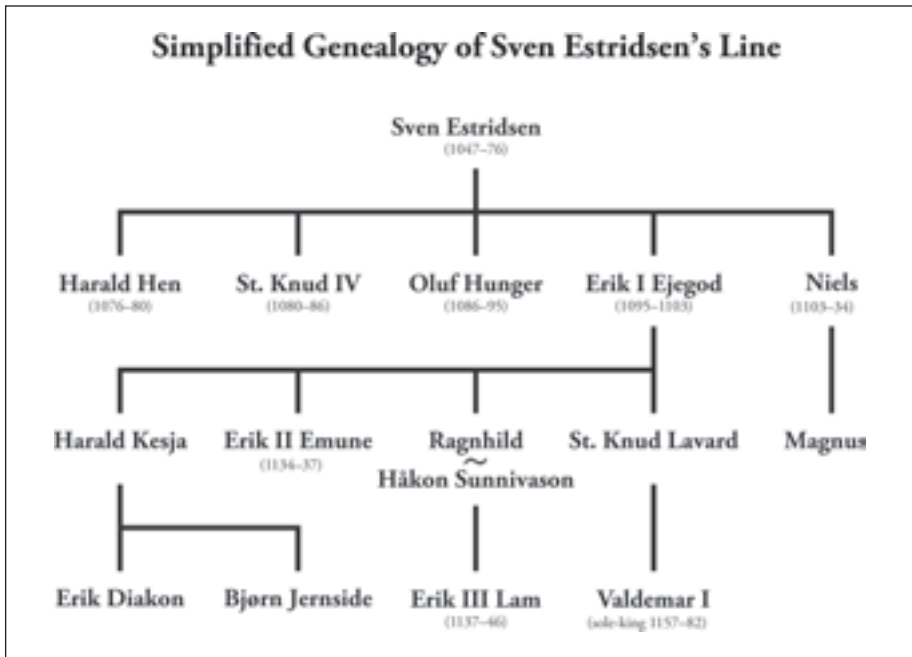 Simplified Genealogy of Sven Estridsen's Line
Sven Estridsen
(1047–76)
Harald Hen
(1076–80)
St. Knud IV
(1080–86)
Oluf Hunger
(1086–95)
Erik I Ejegod
(1095–1103)
Niels
(1103–34)
Harald Kesja
Erik II Emune
(1134–37)
Ragnhild
~
Håkon Sunnivason
St. Knud Lavard
Magnus
Erik Diakon
Bjørn Jernside
Erik III Lam
(1137–46)
Valdemar I
(sole-king 1157–82)